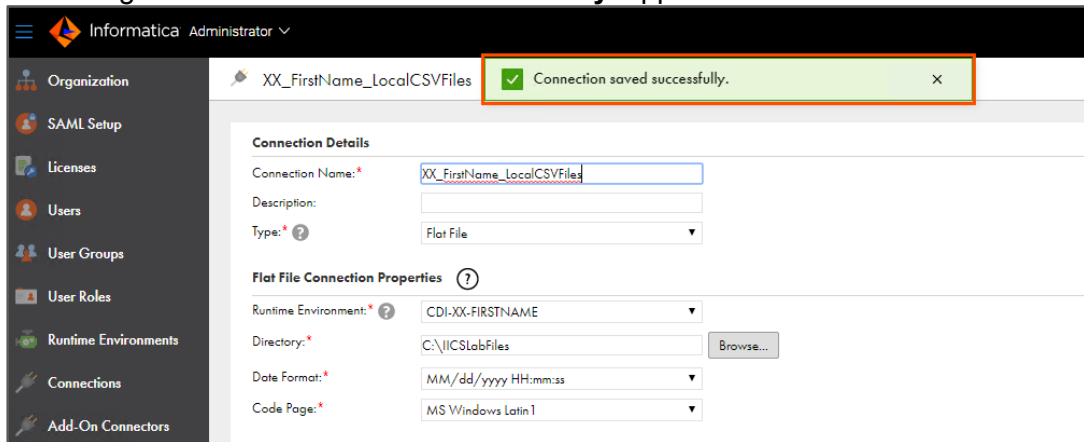 Informatica Administrator
Organization
XX_FirstName_LocalCSVFiles
Connection saved successfully.
SAML Setup
Licenses
Users
User Groups
User Roles
Runtime Environments
Connections
Add-On Connectors
Connection Details
Connection Name:* XX_FirstName_LocalCSVFiles
Description:
Type:* ? Flat File
Flat File Connection Properties ?
Runtime Environment:* ? CDI-XX-FIRSTNAME
Directory:* C:\IICSLabFiles Browse...
Date Format:* MM/dd/yyyy HH:mm:ss
Code Page:* MS Windows Latin1